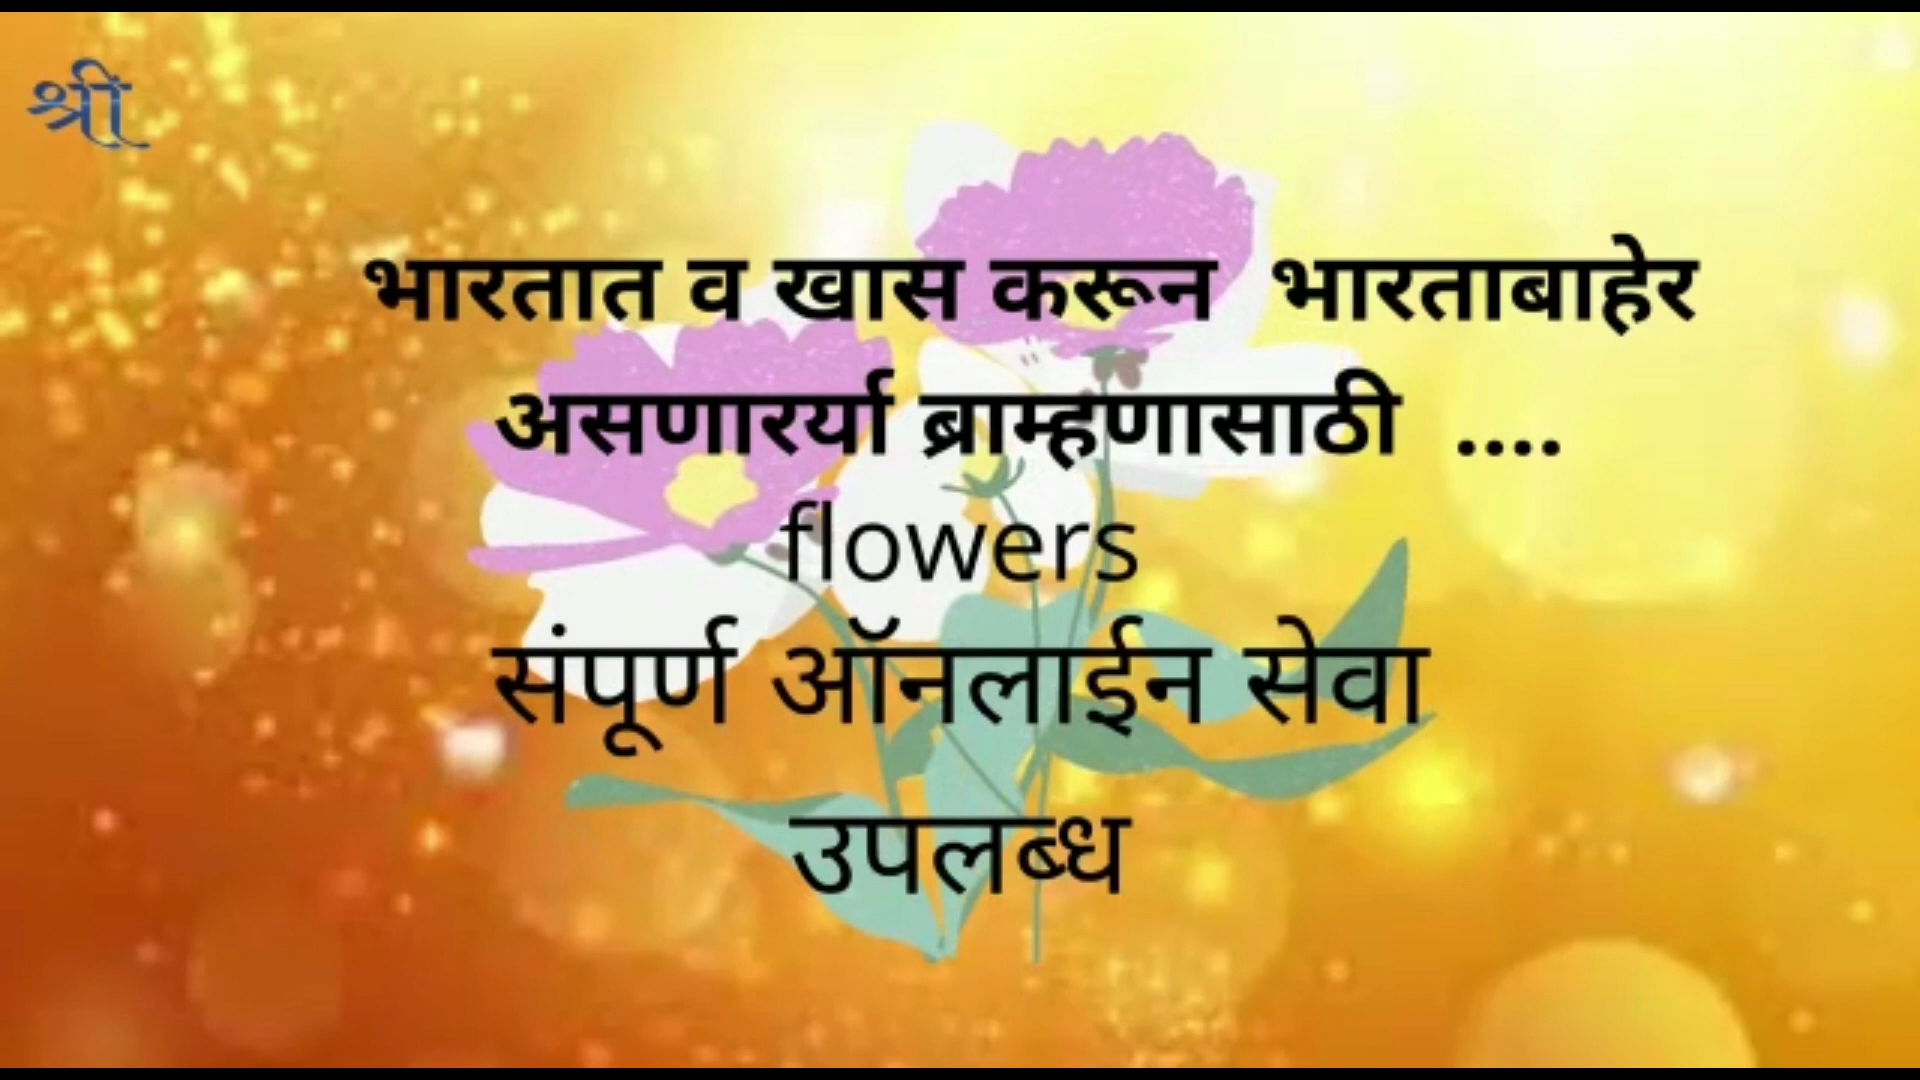 श्री
भारतात व खास करून भारताबाहेर
असणारर्या ब्राम्हणासाठी ....
flowers
संपूर्ण ऑनलाईन सेवा
उपलब्ध